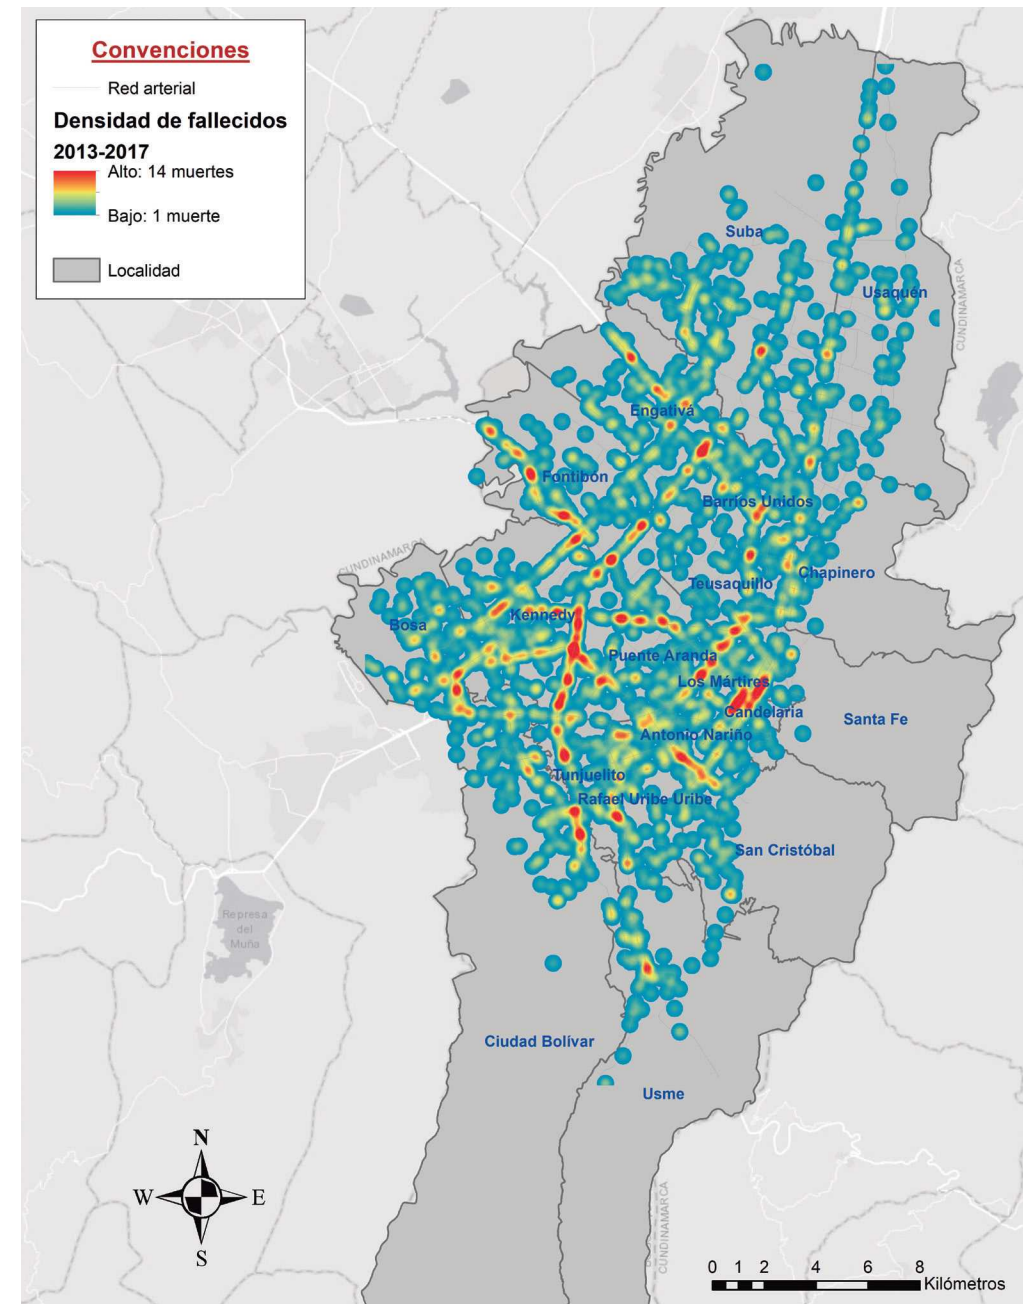 Convenciones
Red arterial
Densidad de fallecidos
2013-2017
Alto: 14 muertes
Bajo: 1 muerte
Localidad
Suba
Usaquén
CUNDINAMARCA
Engativá
Fontibón
Barrios Unidos
CUNDINAMARCA
Chapinero
Teusaquillo
Kennedy
Bosa
Puente Aranda
Los Mártires
Candelaria
Santa Fe
Antonio Nariño
Tunjuelito
Rafael Uribe Uribe
San Cristóbal
Represa
del
Muña
Ciudad Bolívar
Usme
CUNDINAMARCA
N
W E
S
0 1 2 4 6 8
Kilómetros